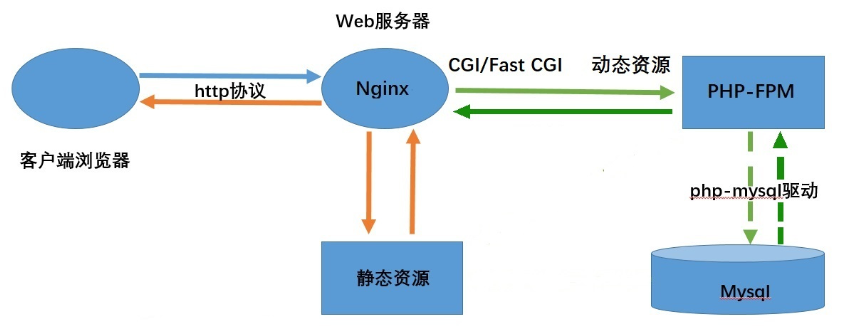 Web服务器
CGI/Fast CGI 动态资源
http协议
Nginx
PHP-FPM
客户端浏览器
php-mysql驱动
静态资源
Mysql